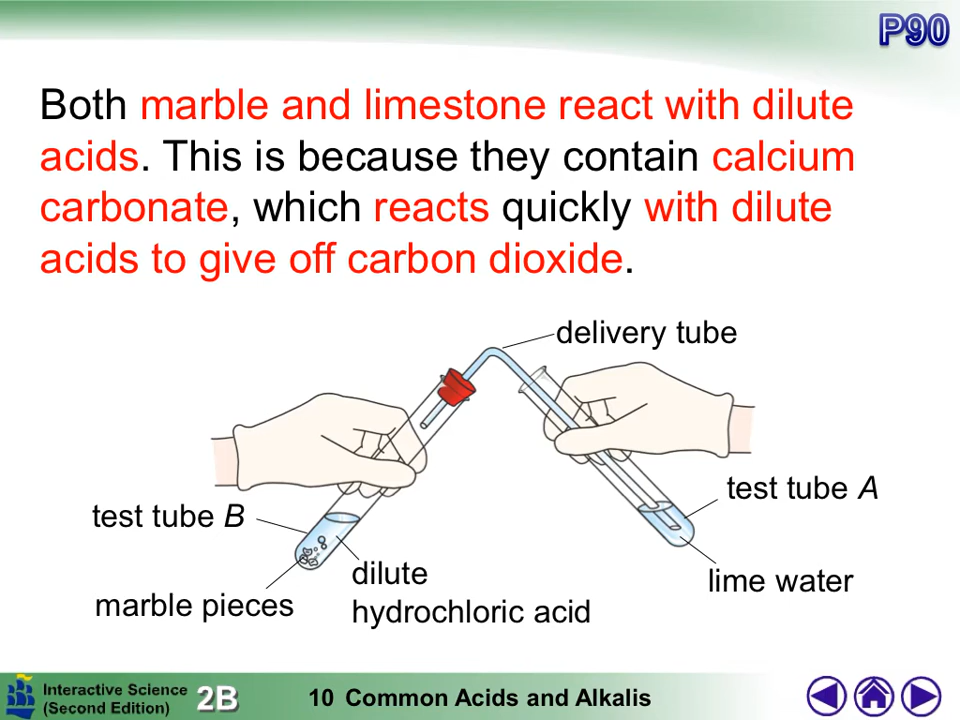 P90
Both marble and limestone react with dilute
acids. This is because they contain calcium
carbonate, which reacts quickly with dilute
acids to give off carbon dioxide.
delivery tube
test tube A
test tube B
dilute
hydrochloric acid
lime water
marble pieces
Interactive Science
(Second Edition)
2B
10 Common Acids and Alkalis